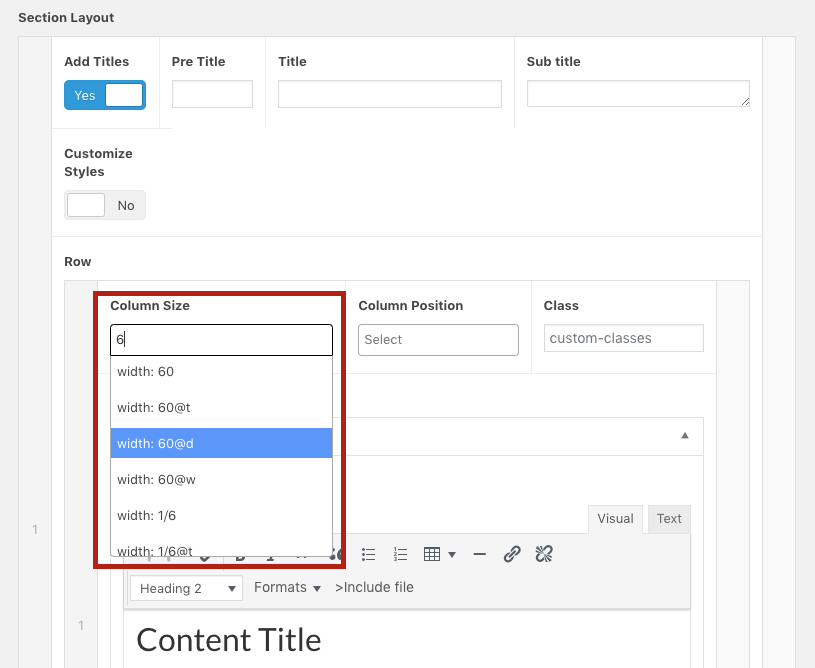 Section Layout
Add Titles
Pre Title
Title
Sub title
Yes
Customize
Styles
No
Row
Column Size
Column Position
Class
6
Select
custom-classes
width: 60
width: 60@t
width: 60@d
width: 60@w
width: 1/6
width: 1/6@t
▲
1
Visual
Text
Heading 2 ▼
Formats ▼
>Include file
1
Content Title